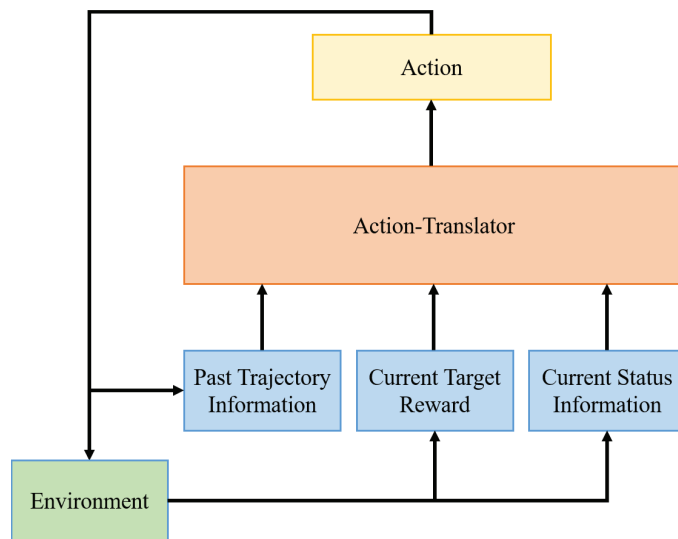 Action
Action-Translator
Past Trajectory
Information
Current Target
Reward
Current Status
Information
Environment